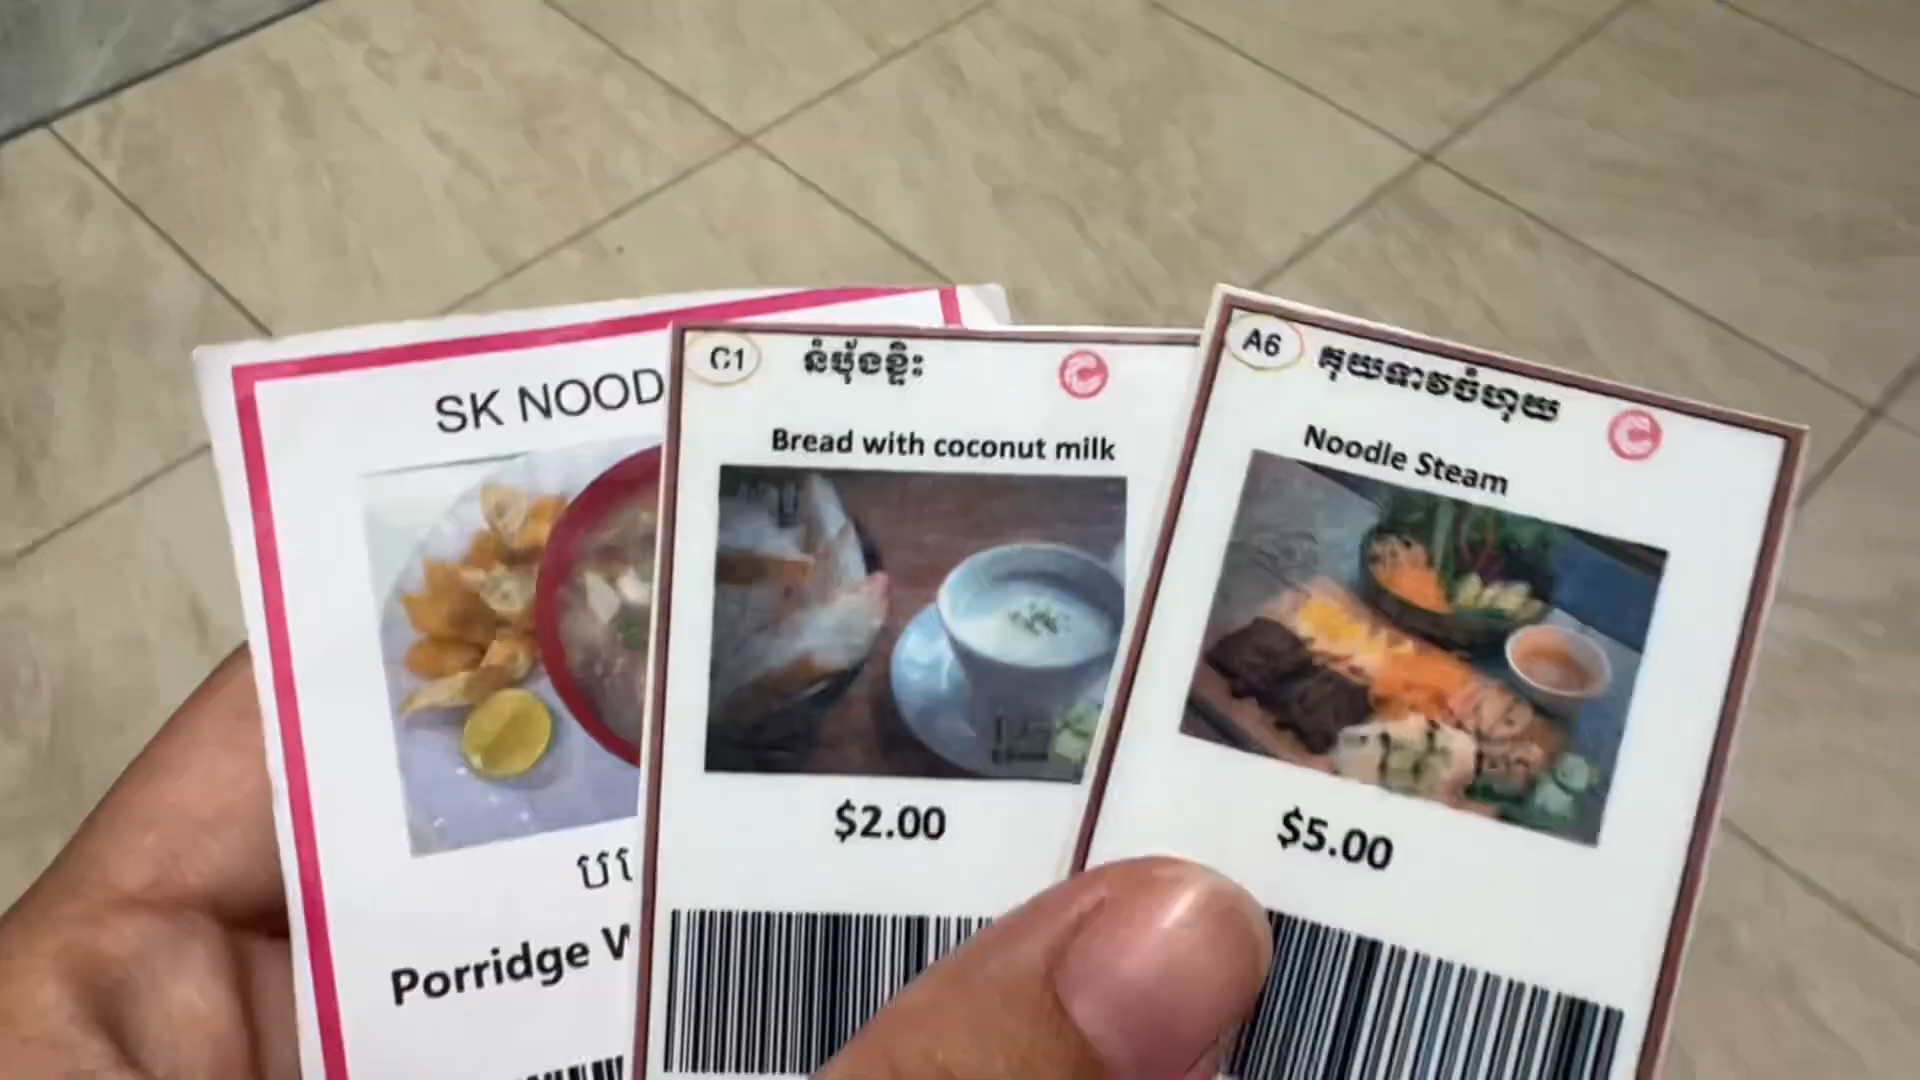 SK NOOD
Porridge
C1
នំប៉័ងខ្ទិះ
Bread with coconut milk
$2.00
A6
គុយទាវចំហុយ
Noodle Steam
$5.00